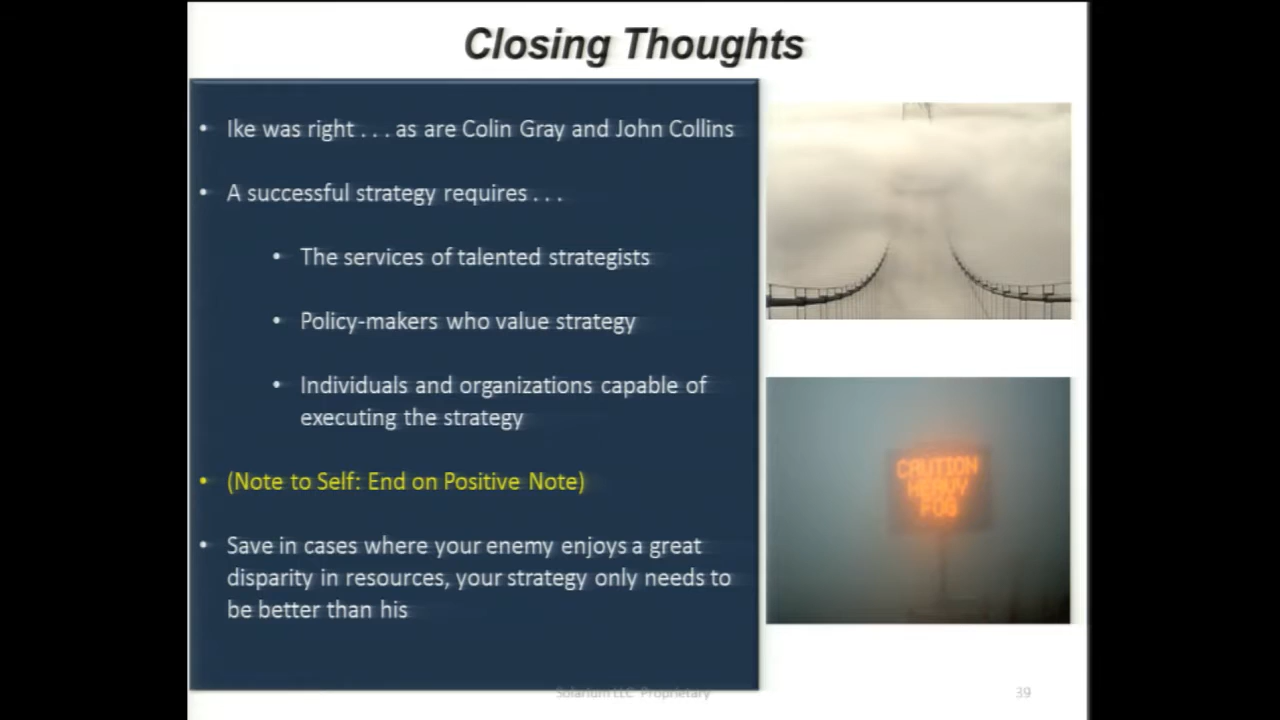 Closing Thoughts
• Ike was right . . . as are Colin Gray and John Collins
• A successful strategy requires . . .
• The services of talented strategists
• Policy-makers who value strategy
• Individuals and organizations capable of
executing the strategy
• (Note to Self: End on Positive Note)
• Save in cases where your enemy enjoys a great
disparity in resources, your strategy only needs to
be better than his
CAUTION
HEAVY
FOG
Solarium LLC Proprietary
39